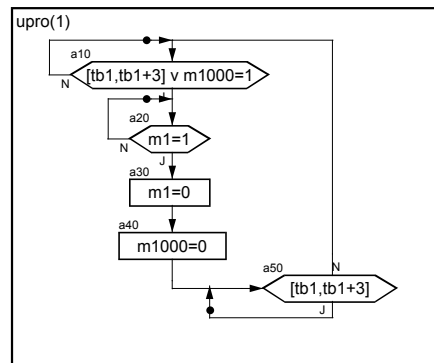 upro(1)
a10
[tb1,tb1+3] v m1000=1
N
a20
m1=1
N
J
a30
m1=0
a40
m1000=0
a50
N
[tb1,tb1+3]
J